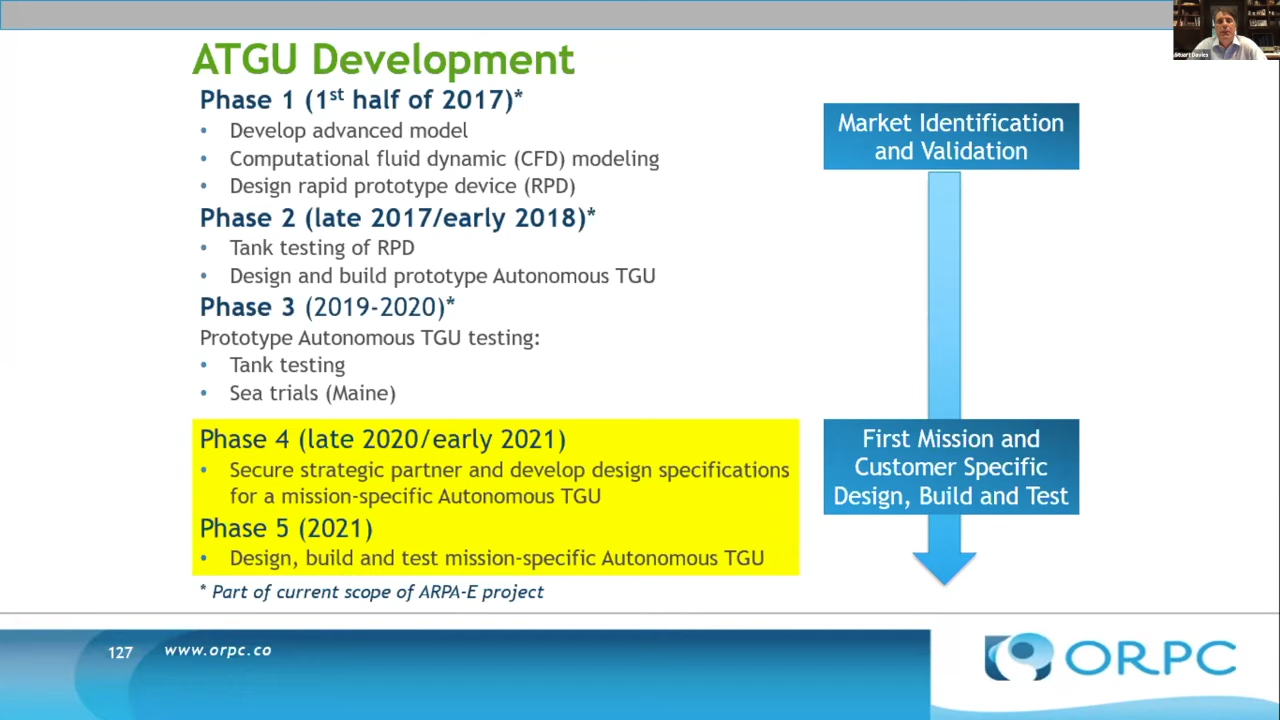 Stuart Davies
ATGU Development
Phase 1 (1st half of 2017)*
• Develop advanced model
• Computational fluid dynamic (CFD) modeling
• Design rapid prototype device (RPD)
Phase 2 (late 2017/early 2018)*
• Tank testing of RPD
• Design and build prototype Autonomous TGU
Phase 3 (2019-2020)*
Prototype Autonomous TGU testing:
• Tank testing
• Sea trials (Maine)
Phase 4 (late 2020/early 2021)
• Secure strategic partner and develop design specifications
for a mission-specific Autonomous TGU
Phase 5 (2021)
• Design, build and test mission-specific Autonomous TGU
* Part of current scope of ARPA-E project
Market Identification
and Validation
First Mission and
Customer Specific
Design, Build and Test
127
www.orpc.co
ORPC